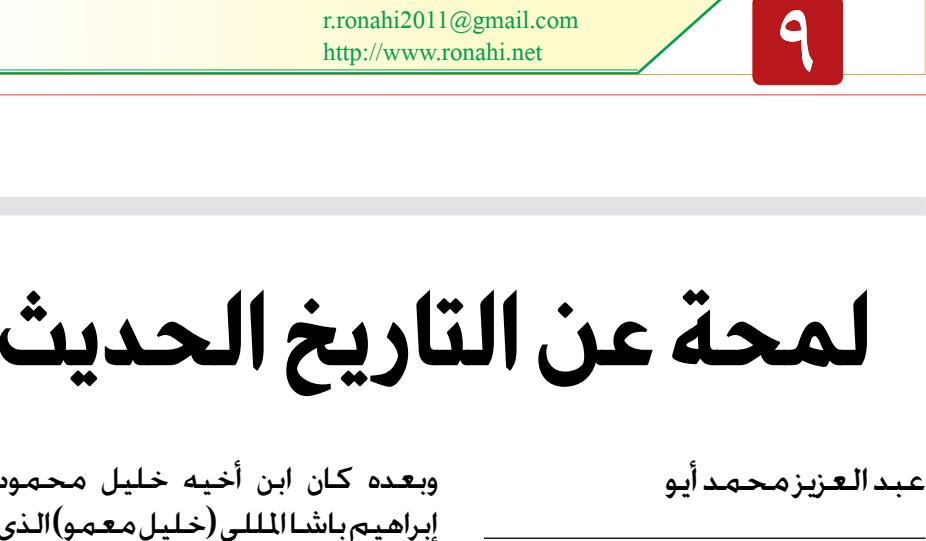 r.ronahi2011@gmail.com
http://www.ronahi.net
٩
لمحة عن التاريخ الحديث
عبد العزيز محمد أيو
وبعده كان ابن أخيه خليل محمود
إبراهيم باشا المللي (خليل معمو) الذي